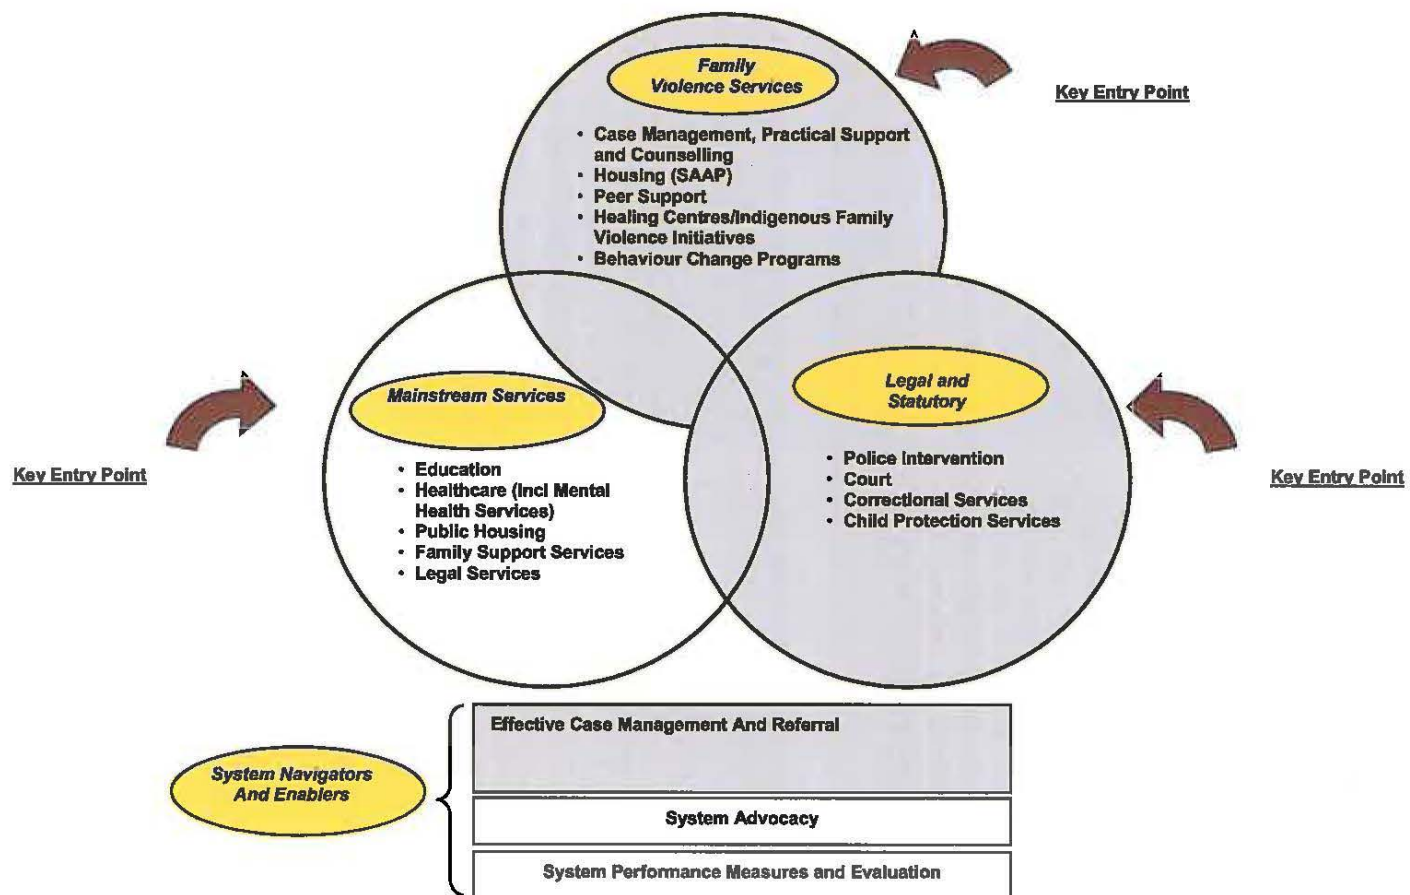 Family
Violence Services
Key Entry Point
• Case Management, Practical Support
and Counselling
• Housing (SAAP)
• Peer Support
• Healing Centres/Indigenous Family
Violence Initiatives
• Behaviour Change Programs
Mainstream Services
• Education
• Healthcare (Incl Mental
Health Services)
• Public Housing
• Family Support Services
• Legal Services
Key Entry Point
Legal and
Statutory
• Police Intervention
• Court
• Correctional Services
• Child Protection Services
Key Entry Point
System Navigators
And Enablers
Effective Case Management And Referral
System Advocacy
System Performance Measures and Evaluation